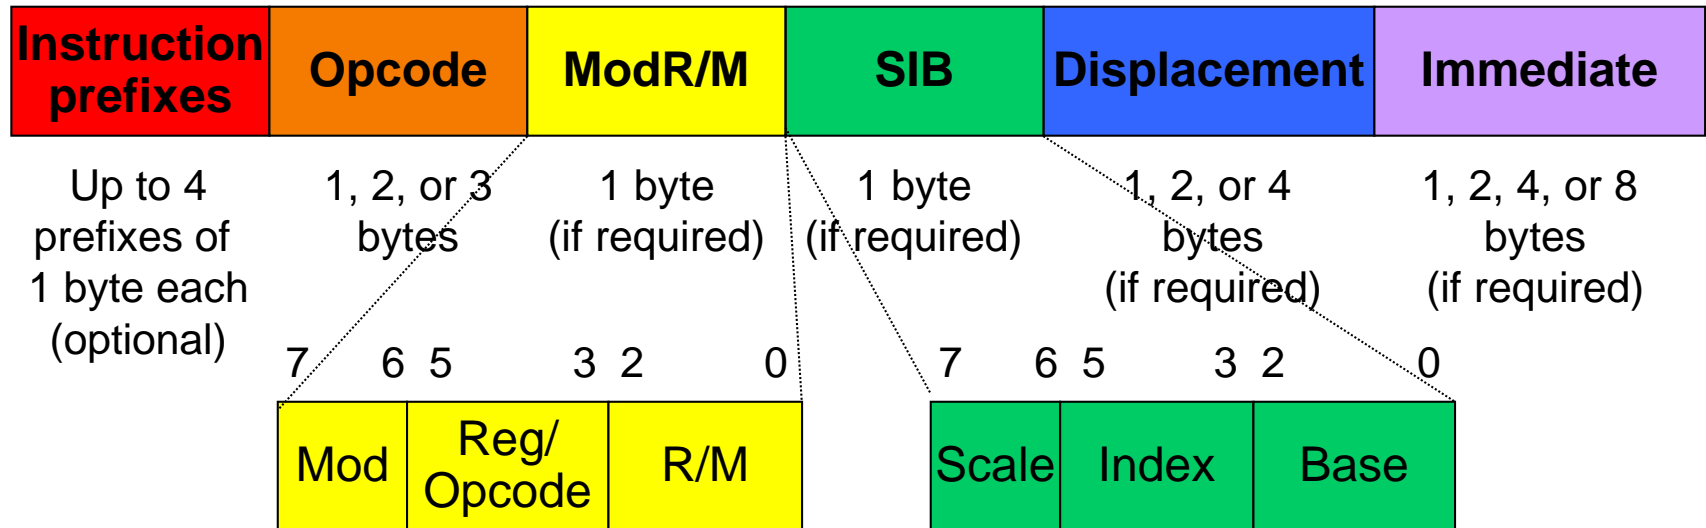 Instruction prefixes
Opcode
ModR/M
SIB
Displacement
Immediate
Up to 4
prefixes of
1 byte each
(optional)
1, 2, or 3
bytes
1 byte
(if required)
1 byte
(if required)
1, 2, or 4
bytes
(if required)
1, 2, 4, or 8
bytes
(if required)
7 6 5 3 2 0
Mod
Reg/
Opcode
R/M
7 6 5 3 2 0
Scale
Index
Base